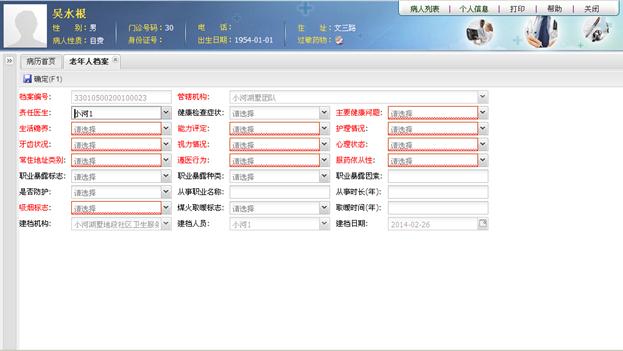 病人列表 | 个人信息 | 打印 | 帮助 | 关闭
吴水根
性 别：男 门诊号码：30 电 话： 住 址：文三路
病人性质：自费 身份证号： 出生日期：1954-01-01 过敏药物：
病历首页 老年人档案
确定(F1)
档案编号： 33010500200100023 管辖机构： 小河湖墅团队
责任医生： 小河1 健康检查症状： 请选择 主要健康问题： 请选择
生活确养： 请选择 能力评定： 请选择 护理情况： 请选择
牙齿状况： 请选择 视力情况： 请选择 心理状态： 请选择
常住地址类别： 请选择 遵医行为： 请选择 服药依从性： 请选择
职业暴露标志： 请选择 职业暴露种类： 请选择 职业暴露因素：
是否防护： 请选择 从事职业名称： 从事时长(年)：
吸烟标志： 请选择 煤火取暖标志： 请选择 取暖时间(年)：
建档机构： 小河湖墅地段社区卫生服务 建档人员： 小河1 建档日期： 2014-02-26